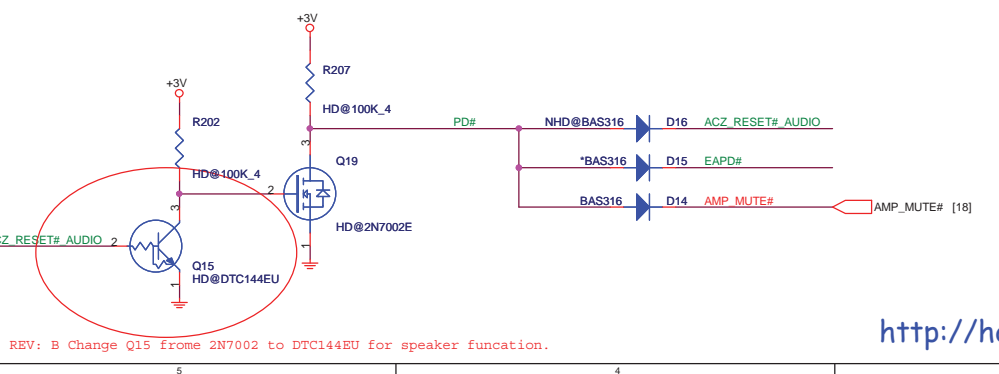 +3V
R207
HD@100K_4
+3V
R202
HD@100K_4
PD#
NHD@BAS316 D16 ACZ_RESET#_AUDIO
*BAS316 D15 EAPD#
BAS316 D14 AMP_MUTE#
AMP_MUTE# [18]
3
Q19
2
HD@2N7002E
1
3
CZ_RESET#_AUDIO 2
Q15
HD@DTC144EU
1
REV: B Change Q15 frome 2N7002 to DTC144EU for speaker funcation.
http://h
5
4